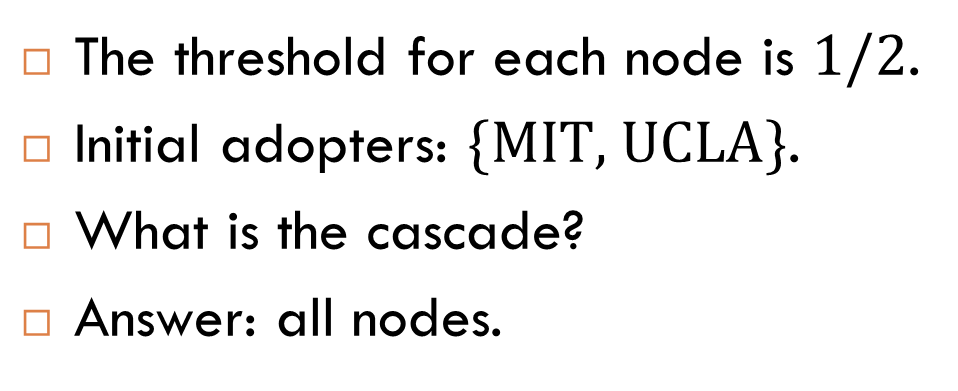 The threshold for each node is 1/2.
Initial adopters: {MIT, UCLA}.
What is the cascade?
Answer: all nodes.